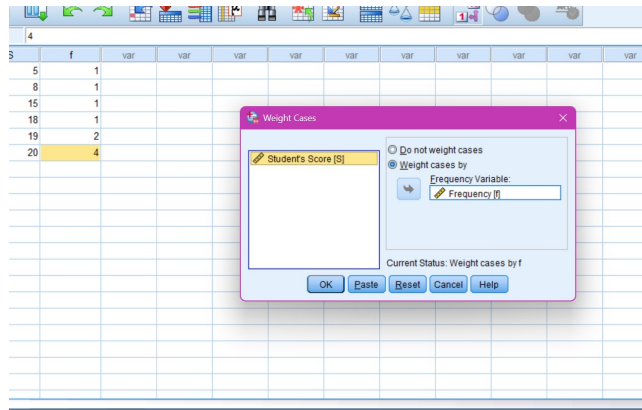 4
S f var var var var var var var var var var
5 1
8 1
15 1
18 1
19 2
20 4
Weight Cases
Student's Score [S]
Do not weight cases
Weight cases by
Frequency Variable:
Frequency [f]
Current Status: Weight cases by f
OK Paste Reset Cancel Help